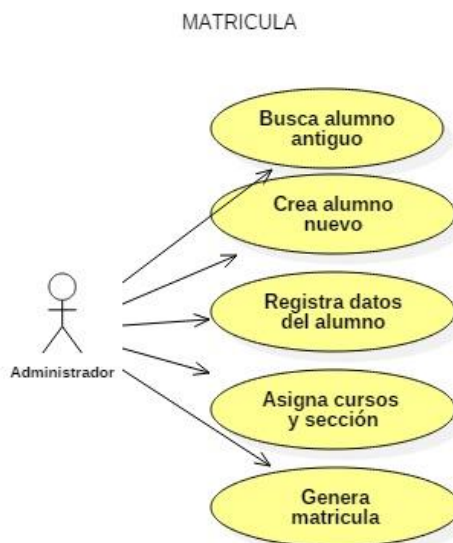 MATRICULA
Busca alumno
antiguo
Crea alumno
nuevo
Registra datos
del alumno
Administrador
Asigna cursos
y sección
Genera
matricula